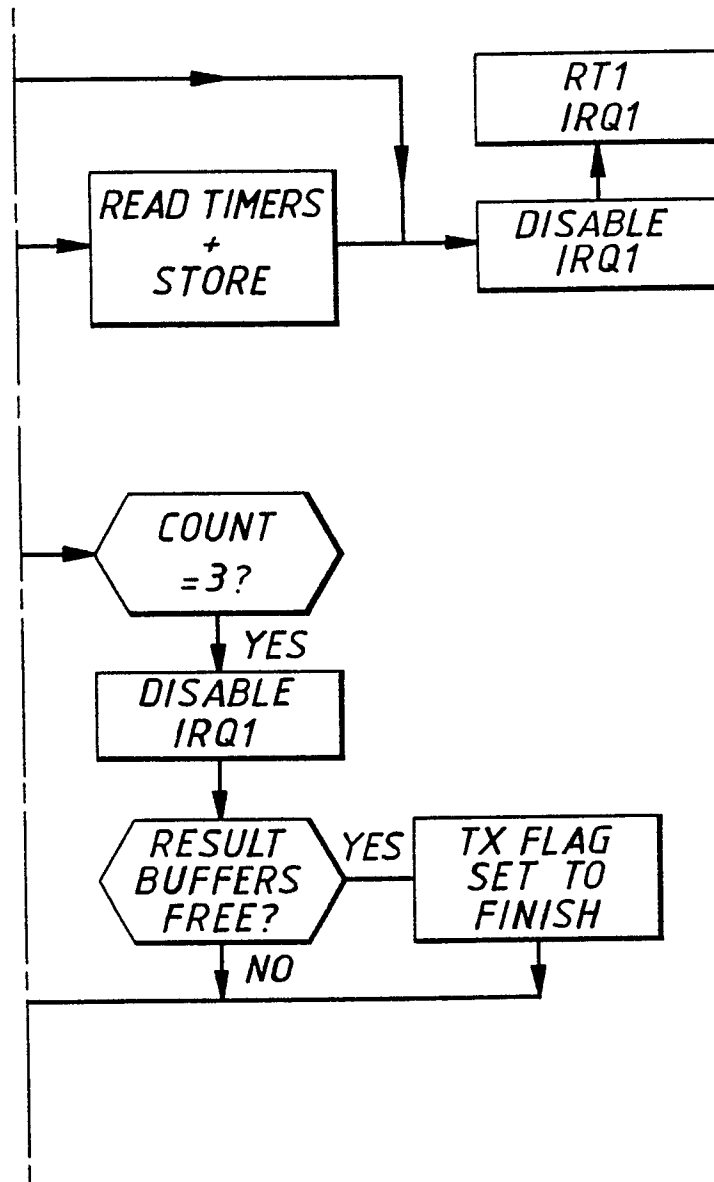 RT1
IRQ1
READ TIMERS
+
STORE
DISABLE
IRQ1
COUNT
=3?
YES
DISABLE
IRQ1
RESULT
BUFFERS
FREE?
YES
TX FLAG
SET TO
FINISH
NO